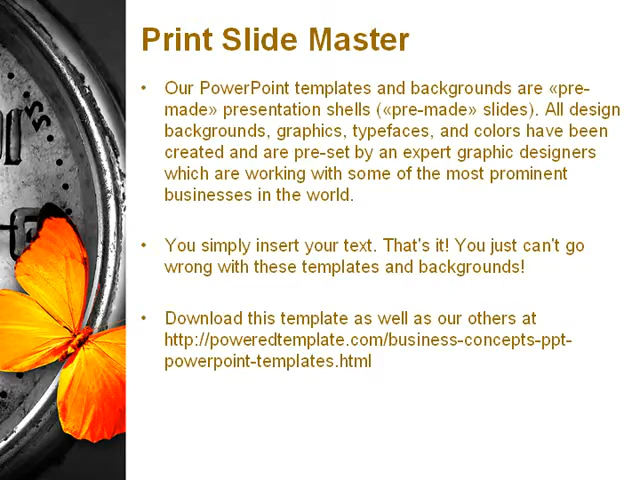 Print Slide Master
• Our PowerPoint templates and backgrounds are «pre-
made» presentation shells («pre-made» slides). All design
backgrounds, graphics, typefaces, and colors have been
created and are pre-set by an expert graphic designers
which are working with some of the most prominent
businesses in the world.
• You simply insert your text. That's it! You just can't go
wrong with these templates and backgrounds!
• Download this template as well as our others at
http://poweredtemplate.com/business-concepts-ppt-
powerpoint-templates.html